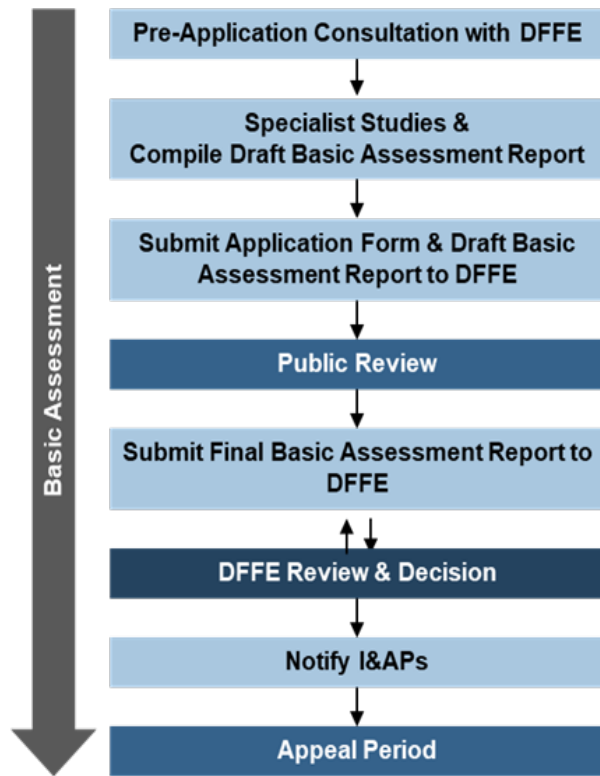 Basic Assessment
Pre-Application Consultation with DFFE
Specialist Studies &
Compile Draft Basic Assessment Report
Submit Application Form & Draft Basic
Assessment Report to DFFE
Public Review
Submit Final Basic Assessment Report to
DFFE
DFFE Review & Decision
Notify I&APs
Appeal Period